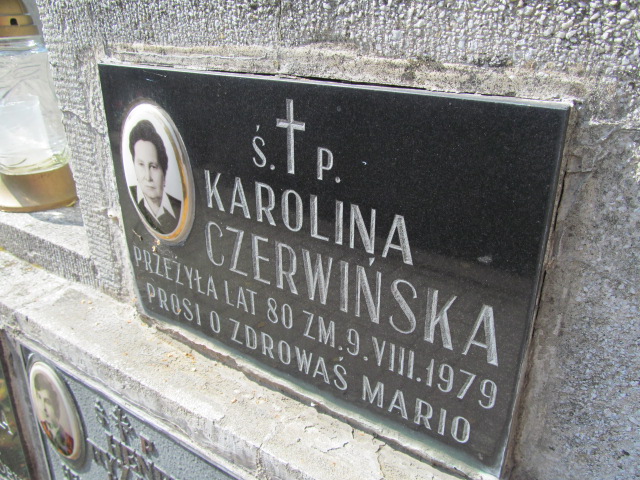 Ś. P.
KAROLINA
CZERWIŃSKA
PRZEŻYŁA LAT 80 ZM. 9. VIII. 1979
PROSI O ZDROWAŚ MARIO